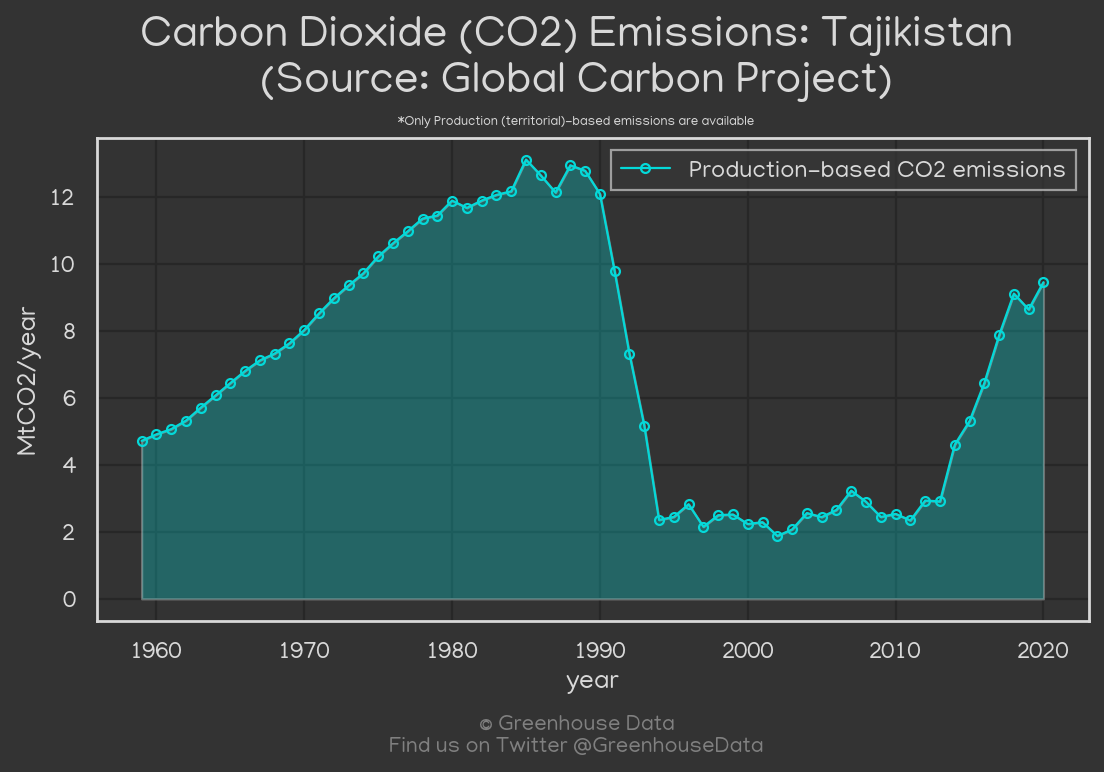 Carbon Dioxide (CO2) Emissions: Tajikistan
(Source: Global Carbon Project)
*Only Production (territorial)-based emissions are available
Production-based CO2 emissions
MtCO2/year
12
10
8
6
4
2
0
1960 1970 1980 1990 2000 2010 2020
year
© Greenhouse Data
Find us on Twitter @GreenhouseData